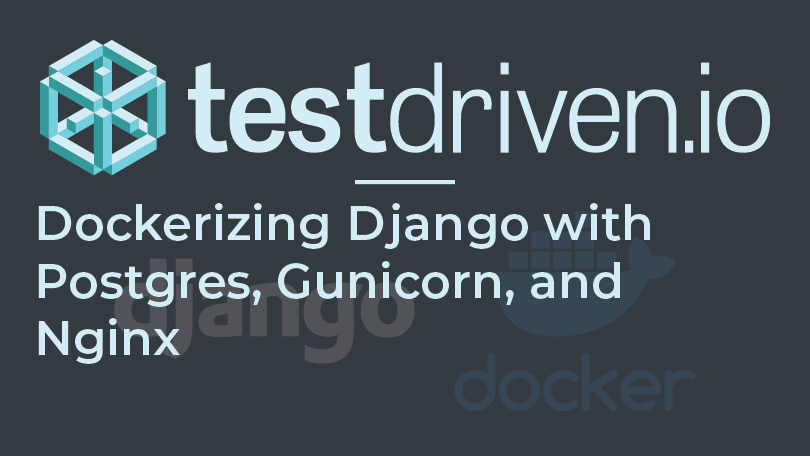 testdriven.io
Dockerizing Django with
Postgres, Gunicorn, and
Nginx
django
docker